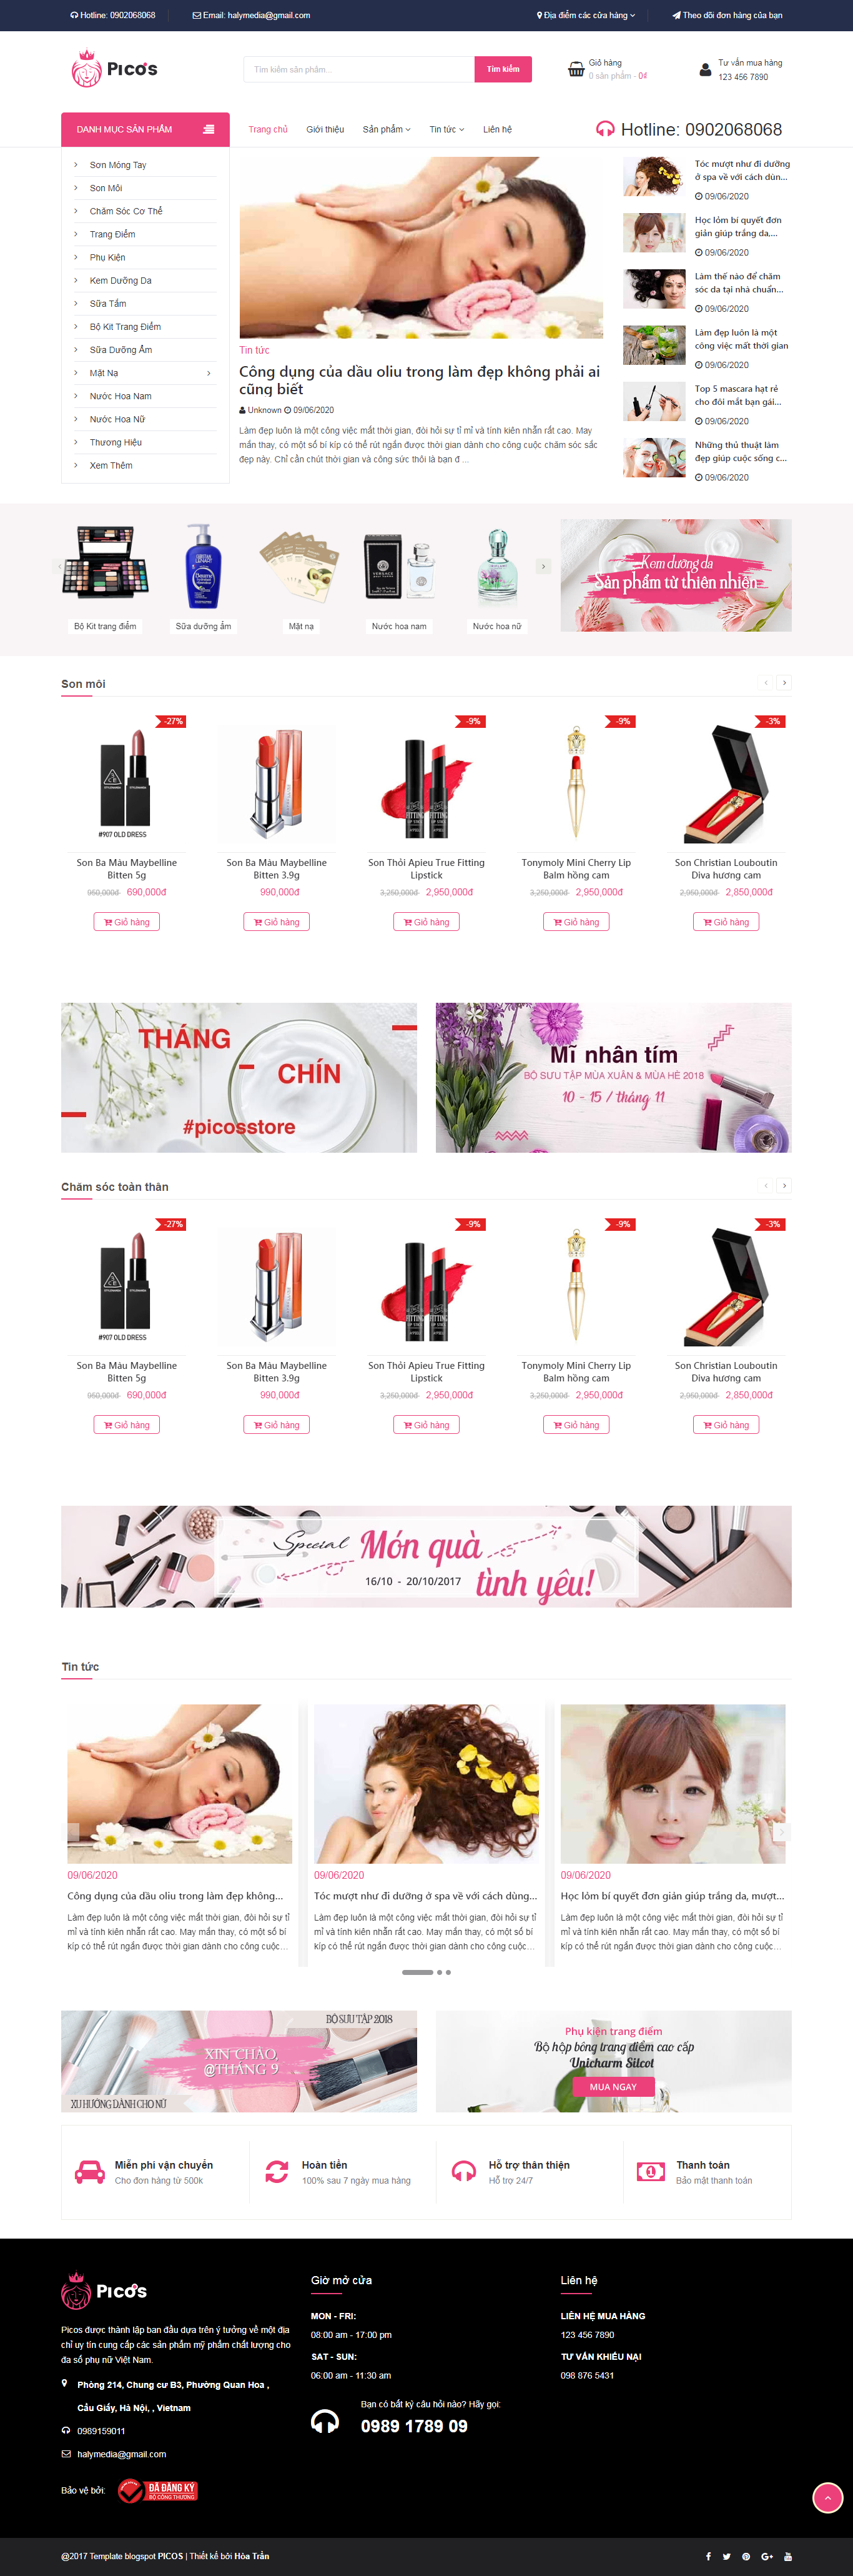 Hotline: 0902068068
Email: halymedia@gmail.com
Địa điểm các cửa hàng
Theo dõi đơn hàng của bạn
Picos
Tìm kiếm sản phẩm...
Tìm kiếm
Giỏ hàng
0 sản phẩm - 0₫
Tư vấn mua hàng
123 456 7890
DANH MỤC SẢN PHẨM
Trang chủ
Giới thiệu
Sản phẩm
Tin tức
Liên hệ
Hotline: 0902068068
Sơn Móng Tay
Son Môi
Chăm Sóc Cơ Thể
Trang Điểm
Phụ Kiện
Kem Dưỡng Da
Sữa Tắm
Bộ Kit Trang Điểm
Sữa Dưỡng Ẩm
Mặt Nạ
Nước Hoa Nam
Nước Hoa Nữ
Thương Hiệu
Xem Thêm
Tin tức
Công dụng của dầu oliu trong làm đẹp không phải ai
cũng biết
Unknown 09/06/2020
Làm đẹp luôn là một công việc mất thời gian, đòi hỏi sự tỉ mỉ và tính kiên nhẫn rất cao. May
mắn thay, có một số bí kíp có thể rút ngắn được thời gian dành cho công cuộc chăm sóc sắc
đẹp này. Chỉ cần chút thời gian và công sức thôi là bạn đ ...
Tóc mượt như đi dưỡng
ở spa về với cách dùn...
09/06/2020
Học lỏm bí quyết đơn
giản giúp trắng da,...
09/06/2020
Làm thế nào để chăm
sóc da tại nhà chuẩn...
09/06/2020
Làm đẹp luôn là một
công việc mất thời gian
09/06/2020
Top 5 mascara hạt rẻ
cho đôi mắt bạn gái...
09/06/2020
Những thủ thuật làm
đẹp giúp cuộc sống c...
09/06/2020
Bộ Kit trang điểm
Sữa dưỡng ẩm
Mặt nạ
VERSACE
Nước hoa nam
Nước hoa nữ
Kem dưỡng da
Sản phẩm từ thiên nhiên
Son môi
-27%
-9%
-9%
-3%
#907 OLD DRESS
Son Ba Màu Maybelline
Bitten 5g
950,000₫ 690,000₫
Giỏ hàng
Son Ba Màu Maybelline
Bitten 3.9g
990,000₫
Giỏ hàng
Son Thỏi Apieu True Fitting
Lipstick
3,250,000₫ 2,950,000₫
Giỏ hàng
Tonymoly Mini Cherry Lip
Balm hồng cam
3,250,000₫ 2,950,000₫
Giỏ hàng
Son Christian Louboutin
Diva hương cam
2,950,000₫ 2,850,000₫
Giỏ hàng
THÁNG
CHÍN
#picosstore
Mĩ nhân tím
BỘ SƯU TẬP MÙA XUÂN & MÙA HÈ 2018
10 - 15 / tháng 11
Chăm sóc toàn thân
-27%
-9%
-9%
-3%
#907 OLD DRESS
Son Ba Màu Maybelline
Bitten 5g
950,000₫ 690,000₫
Giỏ hàng
Son Ba Màu Maybelline
Bitten 3.9g
990,000₫
Giỏ hàng
Son Thỏi Apieu True Fitting
Lipstick
3,250,000₫ 2,950,000₫
Giỏ hàng
Tonymoly Mini Cherry Lip
Balm hồng cam
3,250,000₫ 2,950,000₫
Giỏ hàng
Son Christian Louboutin
Diva hương cam
2,950,000₫ 2,850,000₫
Giỏ hàng
Special
Món quà
16/10 - 20/10/2017
tình yêu!
Tin tức
09/06/2020
Công dụng của dầu oliu trong làm đẹp không...
Làm đẹp luôn là một công việc mất thời gian, đòi hỏi sự tỉ
mỉ và tính kiên nhẫn rất cao. May mắn thay, có một số bí
kíp có thể rút ngắn được thời gian dành cho công cuộc...
09/06/2020
Tóc mượt như đi dưỡng ở spa về với cách dùng...
Làm đẹp luôn là một công việc mất thời gian, đòi hỏi sự tỉ
mỉ và tính kiên nhẫn rất cao. May mắn thay, có một số bí
kíp có thể rút ngắn được thời gian dành cho công cuộc...
09/06/2020
Học lỏm bí quyết đơn giản giúp trắng da, mượt...
Làm đẹp luôn là một công việc mất thời gian, đòi hỏi sự tỉ
mỉ và tính kiên nhẫn rất cao. May mắn thay, có một số bí
kíp có thể rút ngắn được thời gian dành cho công cuộc...
BỘ SƯU TẬP 2018
XIN CHÀO,
@THÁNG 9
XU HƯỚNG DÀNH CHO NỮ
Phụ kiện trang điểm
Bộ hộp bông trang điểm cao cấp
Unicharm Silcot
MUA NGAY
Miễn phí vận chuyển
Cho đơn hàng từ 500k
Hoàn tiền
100% sau 7 ngày mua hàng
Hỗ trợ thân thiện
Hỗ trợ 24/7
Thanh toán
Bảo mật thanh toán
Picos
Picos được thành lập ban đầu dựa trên ý tưởng về một địa
chỉ uy tín cung cấp các sản phẩm mỹ phẩm chất lượng cho
đa số phụ nữ Việt Nam.
Phòng 214, Chung cư B3, Phường Quan Hoa ,
Cầu Giấy, Hà Nội, , Vietnam
0989159011
halymedia@gmail.com
Bảo vệ bởi:
ĐÃ ĐĂNG KÝ
BỘ CÔNG THƯƠNG
Giờ mở cửa
MON - FRI:
08:00 am - 17:00 pm
SAT - SUN:
06:00 am - 11:30 am
Bạn có bất kỳ câu hỏi nào? Hãy gọi:
0989 1789 09
Liên hệ
LIÊN HỆ MUA HÀNG
123 456 7890
TƯ VẤN KHIẾU NẠI
098 876 5431
@2017 Template blogspot PICOS | Thiết kế bởi Hòa Trần